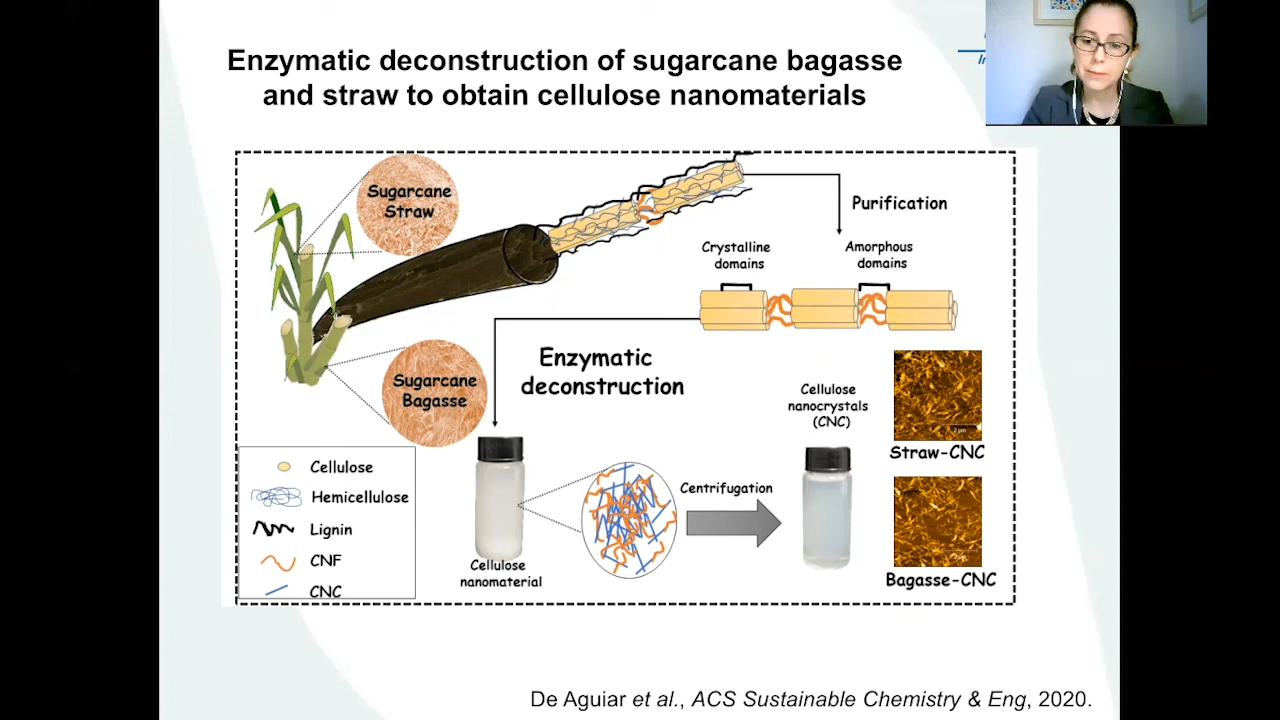 Enzymatic deconstruction of sugarcane bagasse
and straw to obtain cellulose nanomaterials
Sugarcane
Straw
Purification
Crystalline
domains
Amorphous
domains
Enzymatic
deconstruction
Sugarcane
Bagasse
Cellulose
nanocrystals
(CNC)
Straw-CNC
Cellulose
Hemicellulose
Lignin
CNF
CNC
Centrifugation
Cellulose
nanomaterial
2 µm
Bagasse-CNC
De Aguiar et al., ACS Sustainable Chemistry & Eng, 2020.